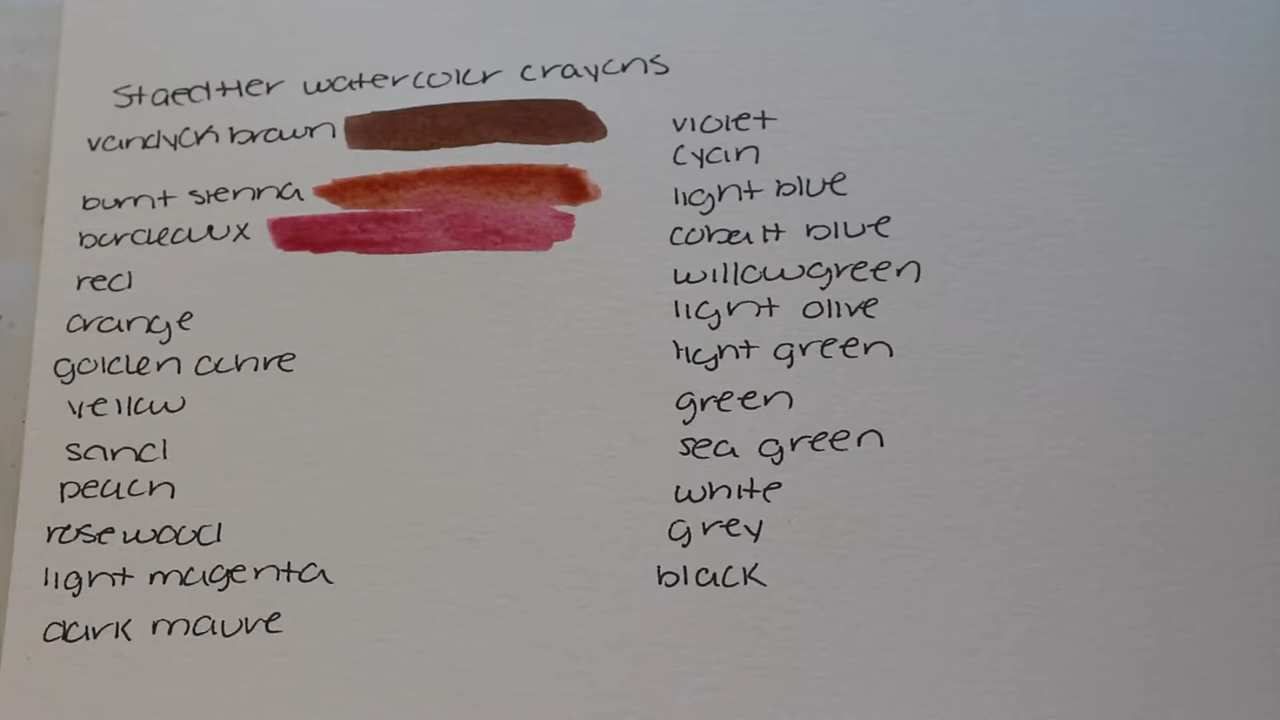 Staedtler watercolor crayons
vandyck brown
burnt sienna
bordeaux
red
orange
golden ochre
yellow
sand
peach
rosewood
light magenta
dark mauve
violet
cyan
light blue
cobalt blue
willowgreen
light olive
light green
green
sea green
white
grey
black